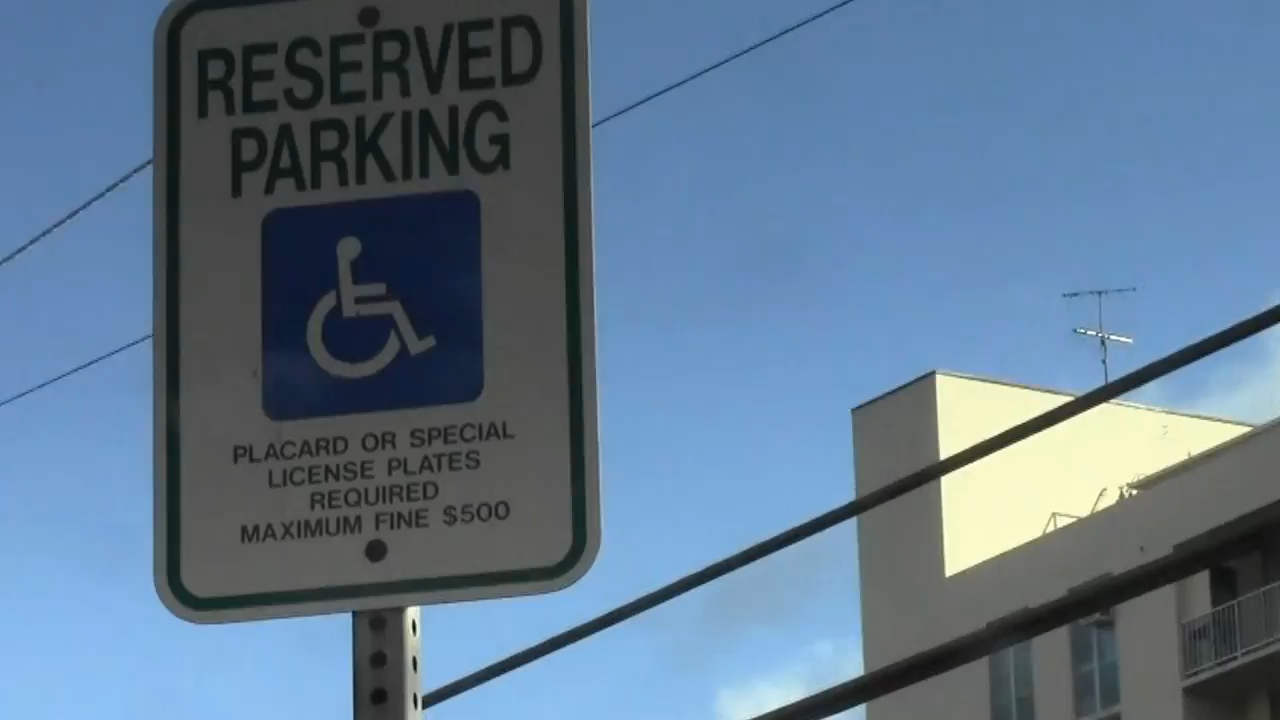 RESERVED
PARKING
PLACARD OR SPECIAL
LICENSE PLATES
REQUIRED
MAXIMUM FINE $500